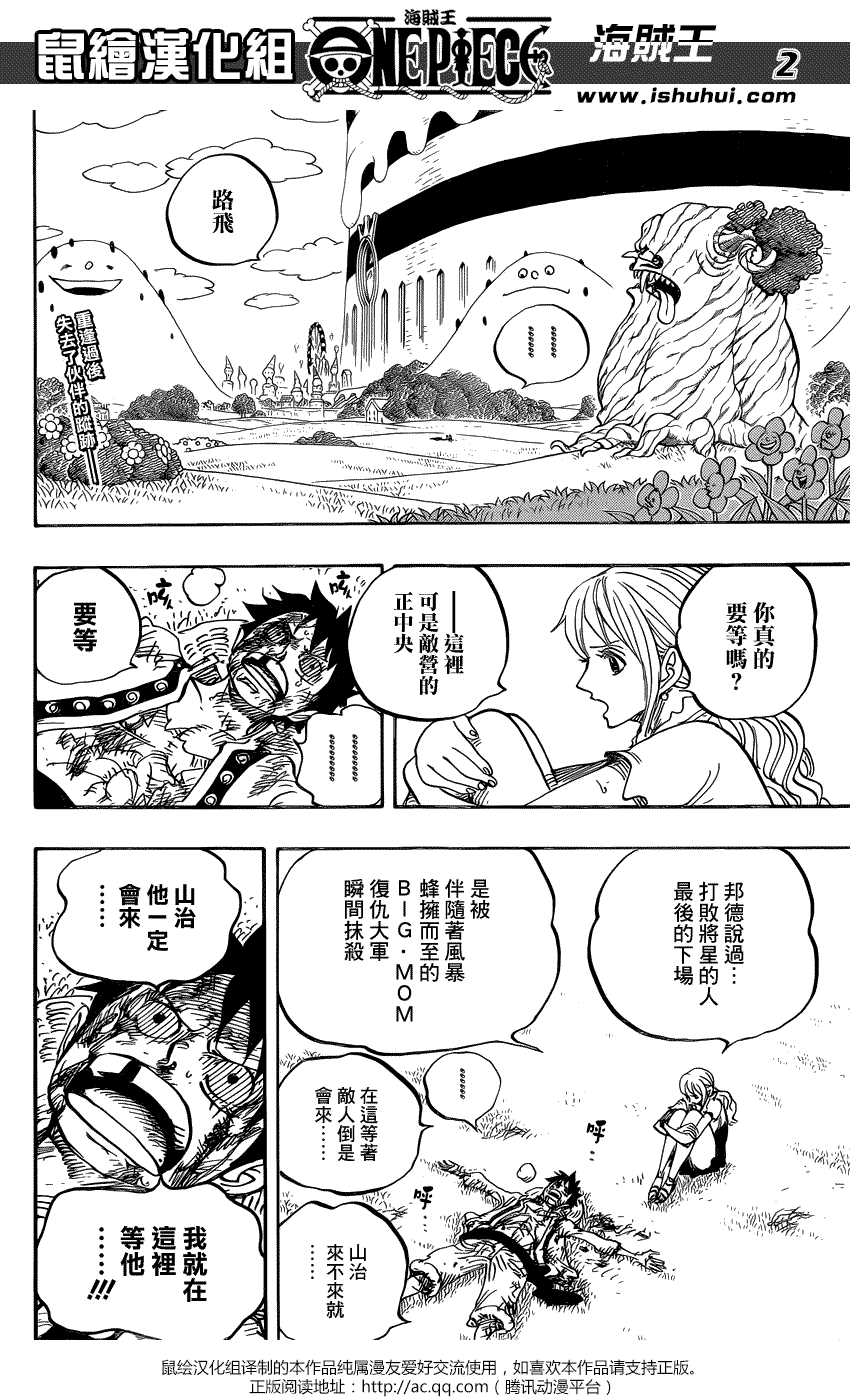 鼠繪漢化組
海賊王
ONE PIECE
海賊王
2
www.ishuhui.com
路飛
…………
重逢過後
失去了伙伴的蹤跡
你真的
要等嗎？
——這裡
可是敵營的
正中央
吆
吆
要等
…………
邦德說過…
打敗將星的人
最後的下場
是被
伴隨著風暴
蜂擁而至的
BIG·MOM
復仇大軍
瞬間抹殺
………
在這等著
敵人倒是
會來……
呼…
呼…
山治
來不來就
……
山治
他一定
會來
……
我就在
這裡
等他
……!!!
鼠绘汉化组译制的本作品纯属漫友爱好交流使用，如喜欢本作品请支持正版。
正版阅读地址：http://ac.qq.com（腾讯动漫平台）